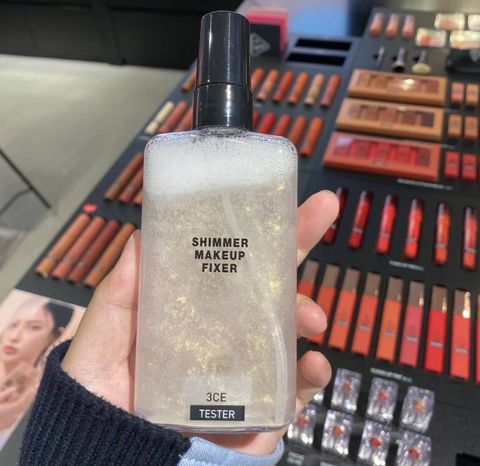 SHIMMER
MAKEUP
FIXER
3CE
TESTER